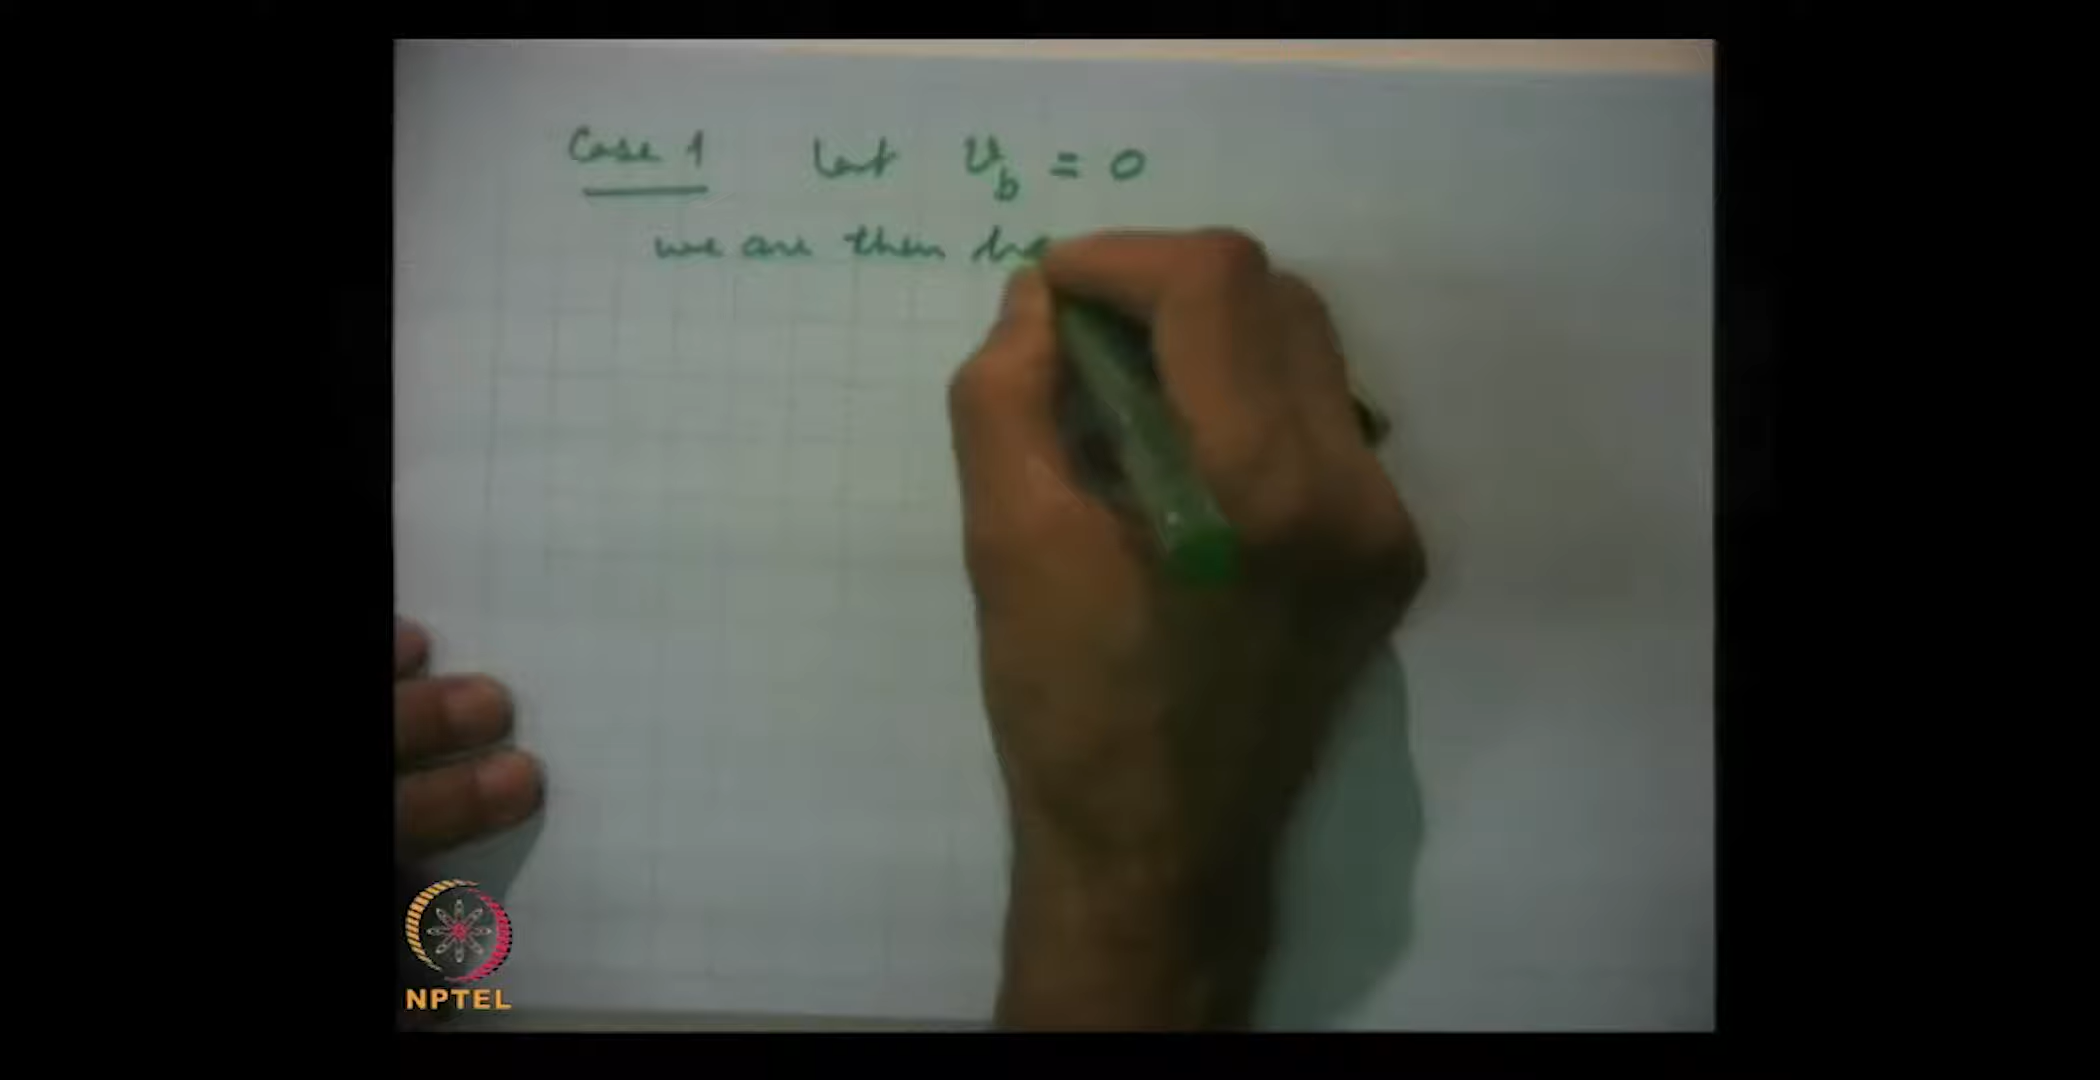 Case 1 Let v_b = 0
we are then
NPTEL